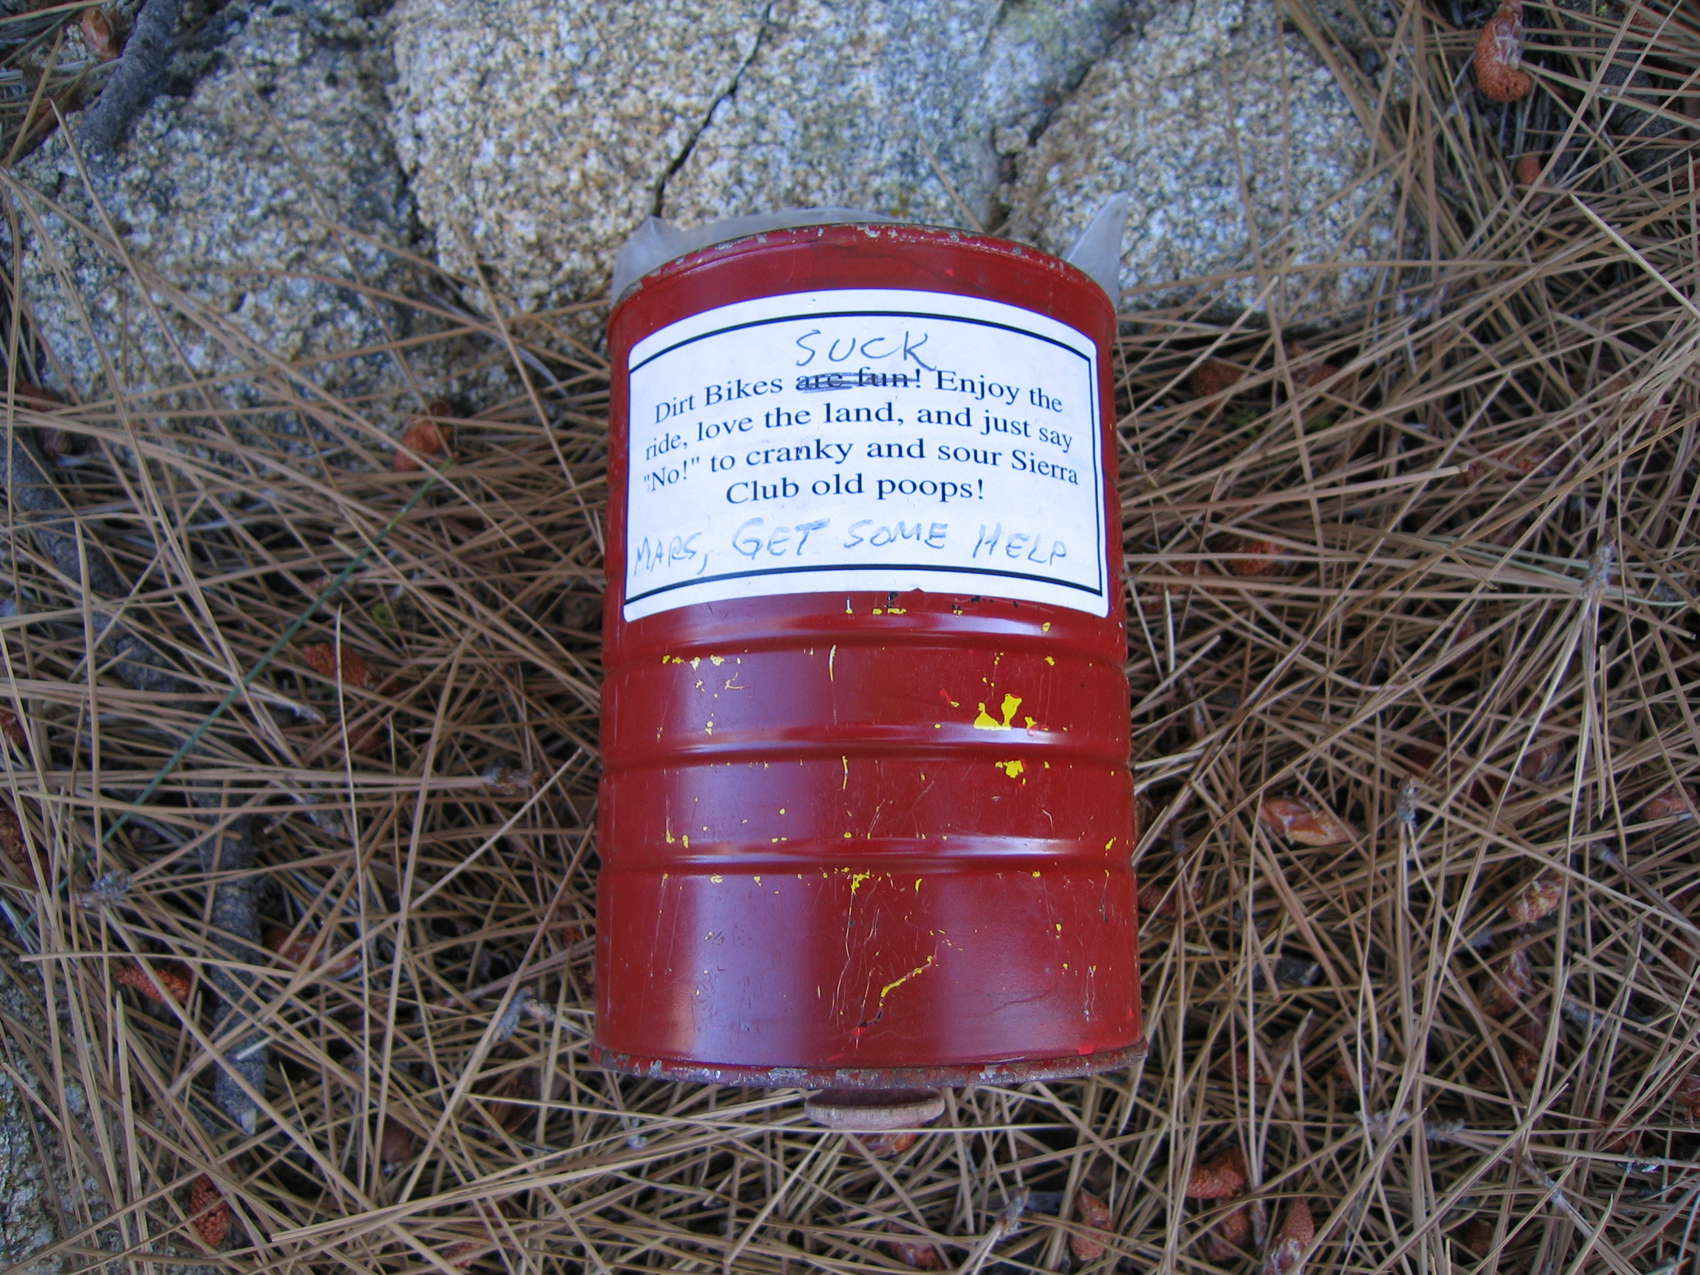 SUCK
Dirt Bikes are fun! Enjoy the
ride, love the land, and just say
"No!" to cranky and sour Sierra
Club old poops!
MARS, GET SOME HELP